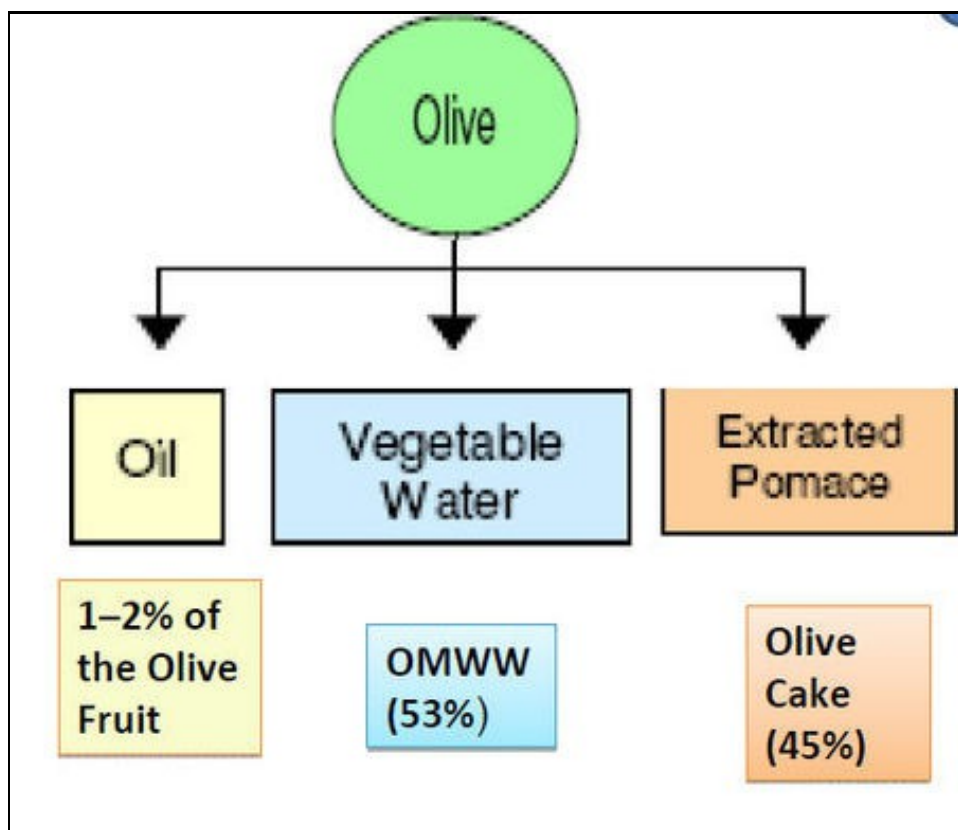 Olive
Oil
Vegetable
Water
Extracted
Pomace
1–2% of
the Olive
Fruit
OMWW
(53%)
Olive
Cake
(45%)